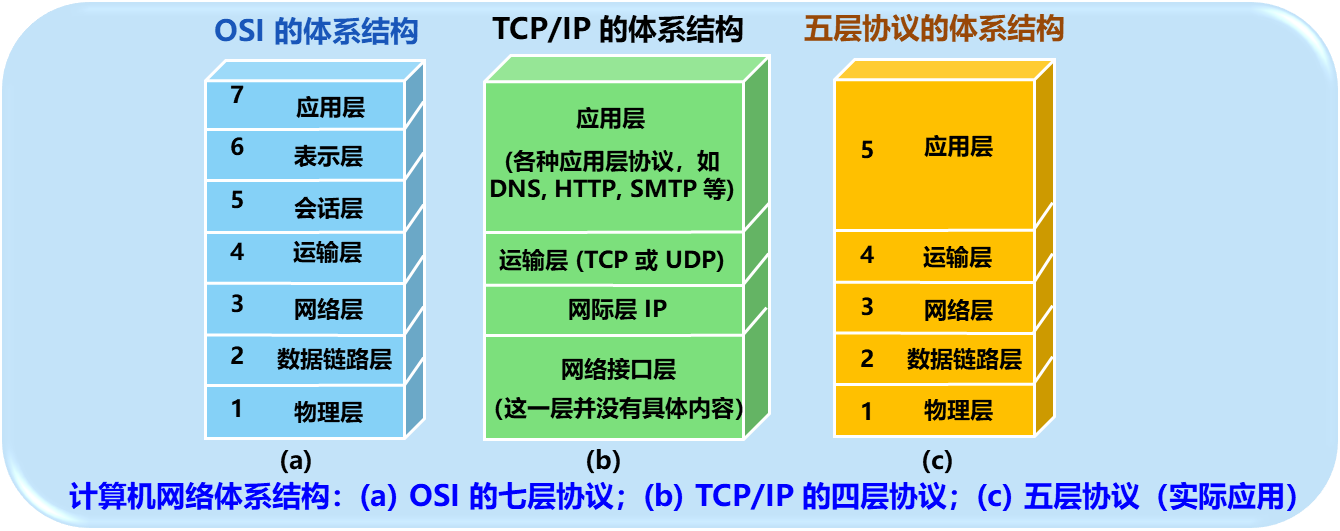 OSI 的体系结构
7 应用层
6 表示层
5 会话层
4 运输层
3 网络层
2 数据链路层
1 物理层
(a)
TCP/IP 的体系结构
应用层
(各种应用层协议，如
DNS, HTTP, SMTP 等)
运输层 (TCP 或 UDP)
网际层 IP
网络接口层
（这一层并没有具体内容）
(b)
五层协议的体系结构
5 应用层
4 运输层
3 网络层
2 数据链路层
1 物理层
(c)
计算机网络体系结构：(a) OSI 的七层协议；(b) TCP/IP 的四层协议；(c) 五层协议（实际应用）